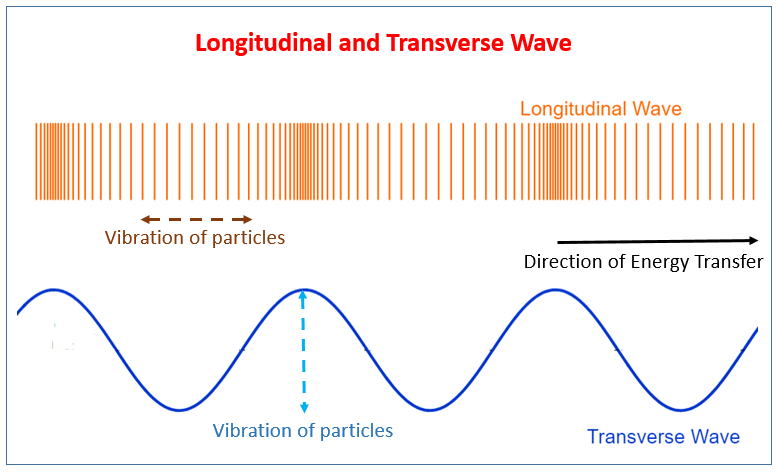 Longitudinal and Transverse Wave
Longitudinal Wave
Vibration of particles
Direction of Energy Transfer
Vibration of particles
Transverse Wave